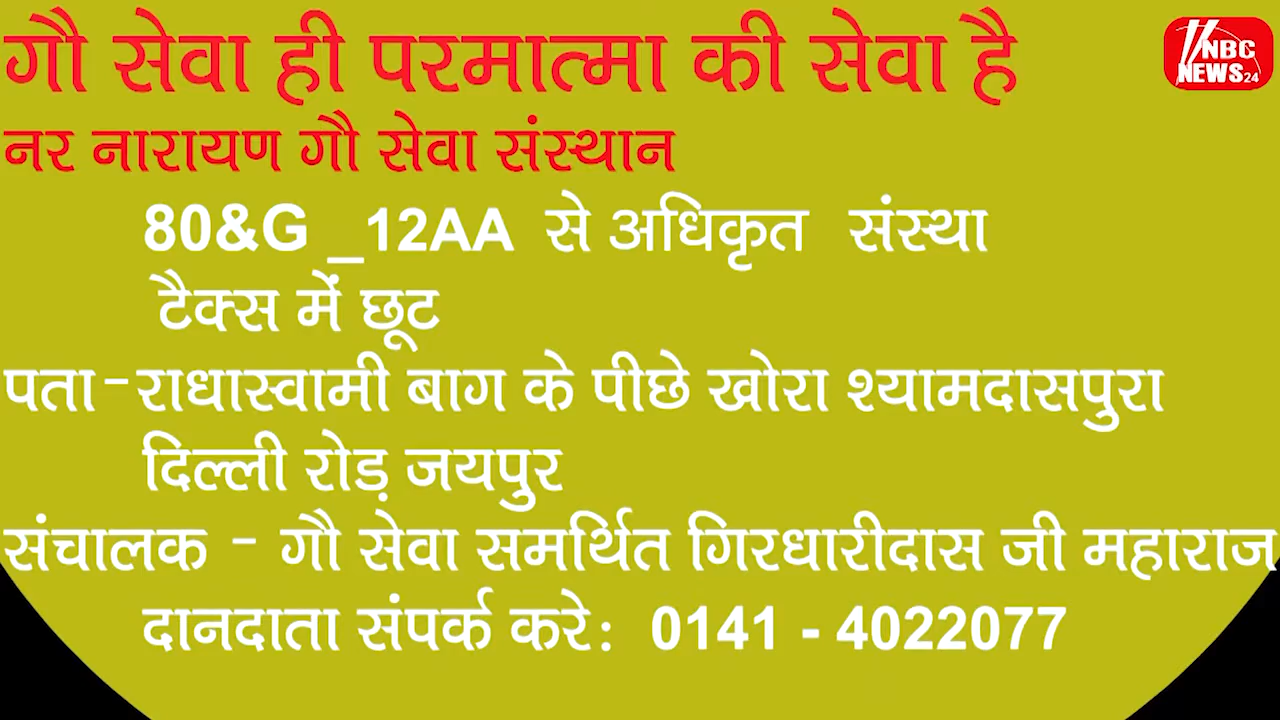 गौ सेवा ही परमात्मा की सेवा है
HNBC
NEWS24
नर नारायण गौ सेवा संस्थान
80&G _12AA से अधिकृत संस्था
टैक्स में छूट
पता-राधास्वामी बाग के पीछे खोरा श्यामदासपुरा
दिल्ली रोड़ जयपुर
संचालक - गौ सेवा समर्थित गिरधारीदास जी महाराज
दानदाता संपर्क करे: 0141 - 4022077